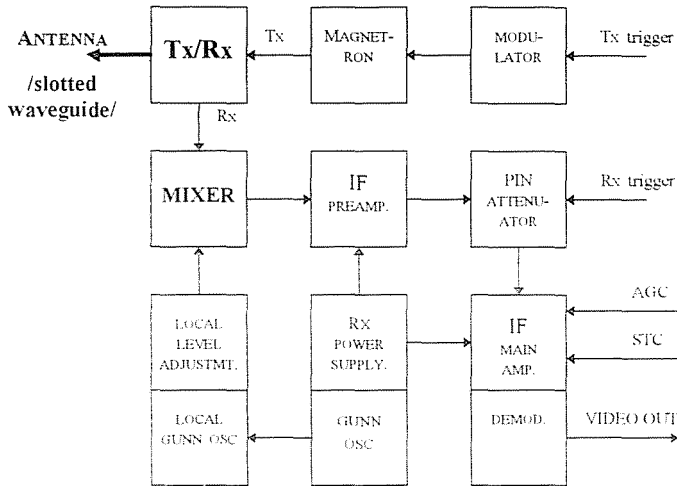 ANTENNA
/slotted
waveguide/
Tx/Rx
Tx
MAGNET-
RON
MODU-
LATOR
Tx trigger
Rx
MIXER
IF
PREAMP.
PIN
ATTENU-
ATOR
Rx trigger
LOCAL
LEVEL
ADJUSTMT.
RX
POWER
SUPPLY.
IF
MAIN
AMP.
AGC
STC
LOCAL
GUNN OSC
GUNN
OSC
DEMOD.
VIDEO OUT